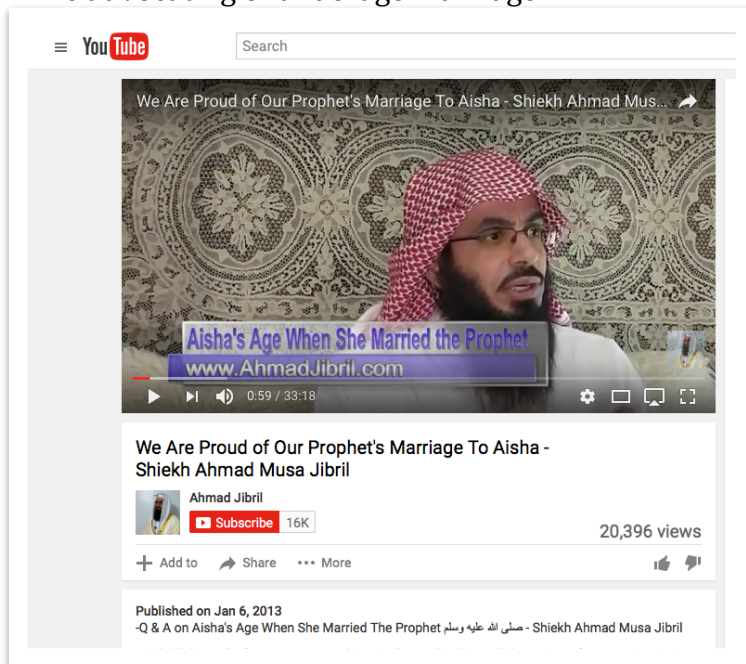 You Tube
Search
We Are Proud of Our Prophet's Marriage To Aisha - Shiekh Ahmad Mus...
Aisha's Age When She Married the Prophet
www.AhmadJibril.com
0:59 / 33:18
We Are Proud of Our Prophet's Marriage To Aisha -
Shiekh Ahmad Musa Jibril
Ahmad Jibril
Subscribe 16K
20,396 views
Add to Share More
Published on Jan 6, 2013
-Q & A on Aisha's Age When She Married The Prophet صلى الله عليه وسلم - Shiekh Ahmad Musa Jibril